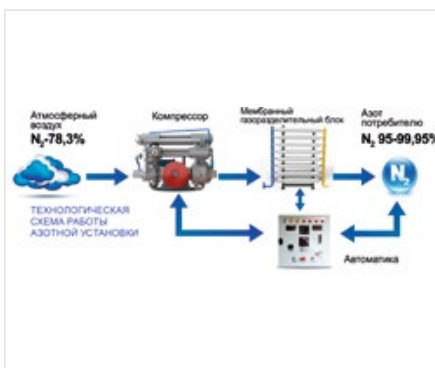 Атмосферный
воздух
N₂-78,3%
Компрессор
Мембранный
газоразделительный блок
Азот
потребителю
N₂ 95-99,95%
N₂
ТЕХНОЛОГИЧЕСКАЯ
СХЕМА РАБОТЫ
АЗОТНОЙ УСТАНОВКИ
Автоматика